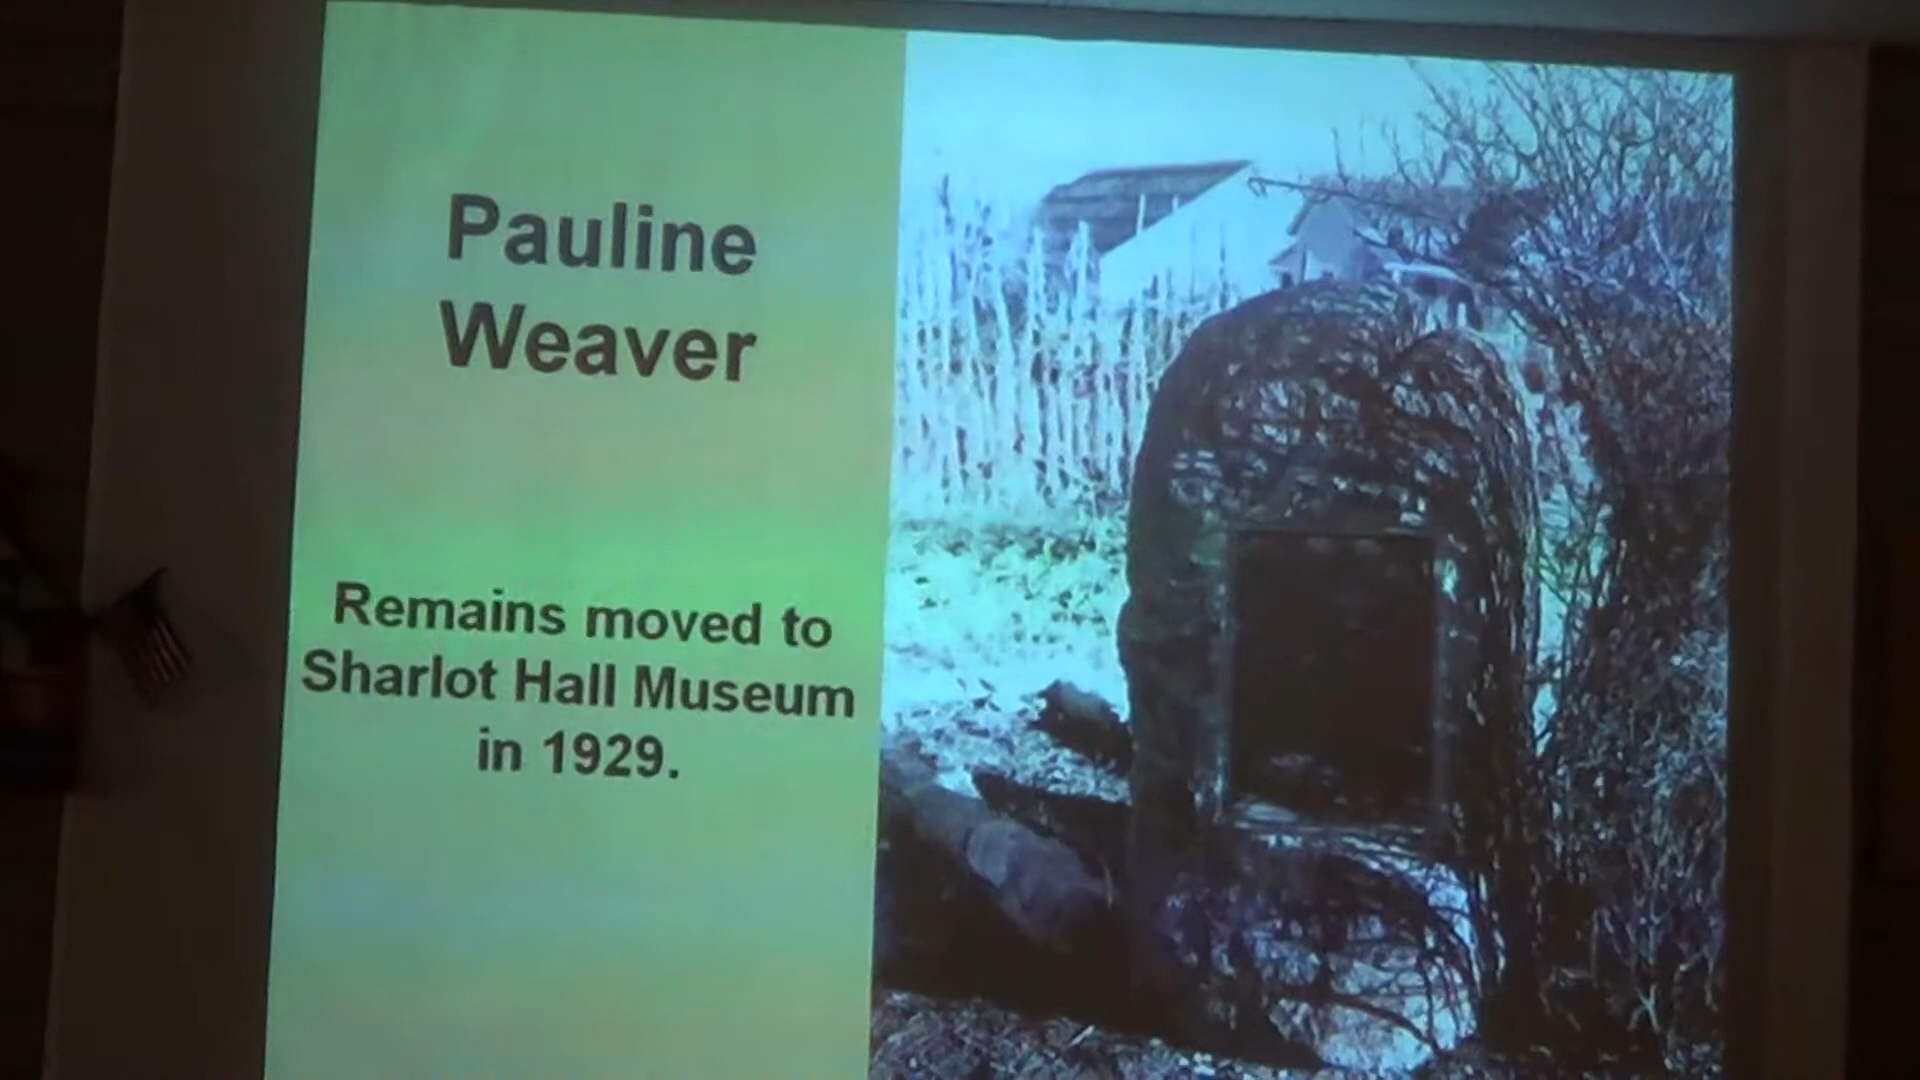 Pauline
Weaver
Remains moved to
Sharlot Hall Museum
in 1929.